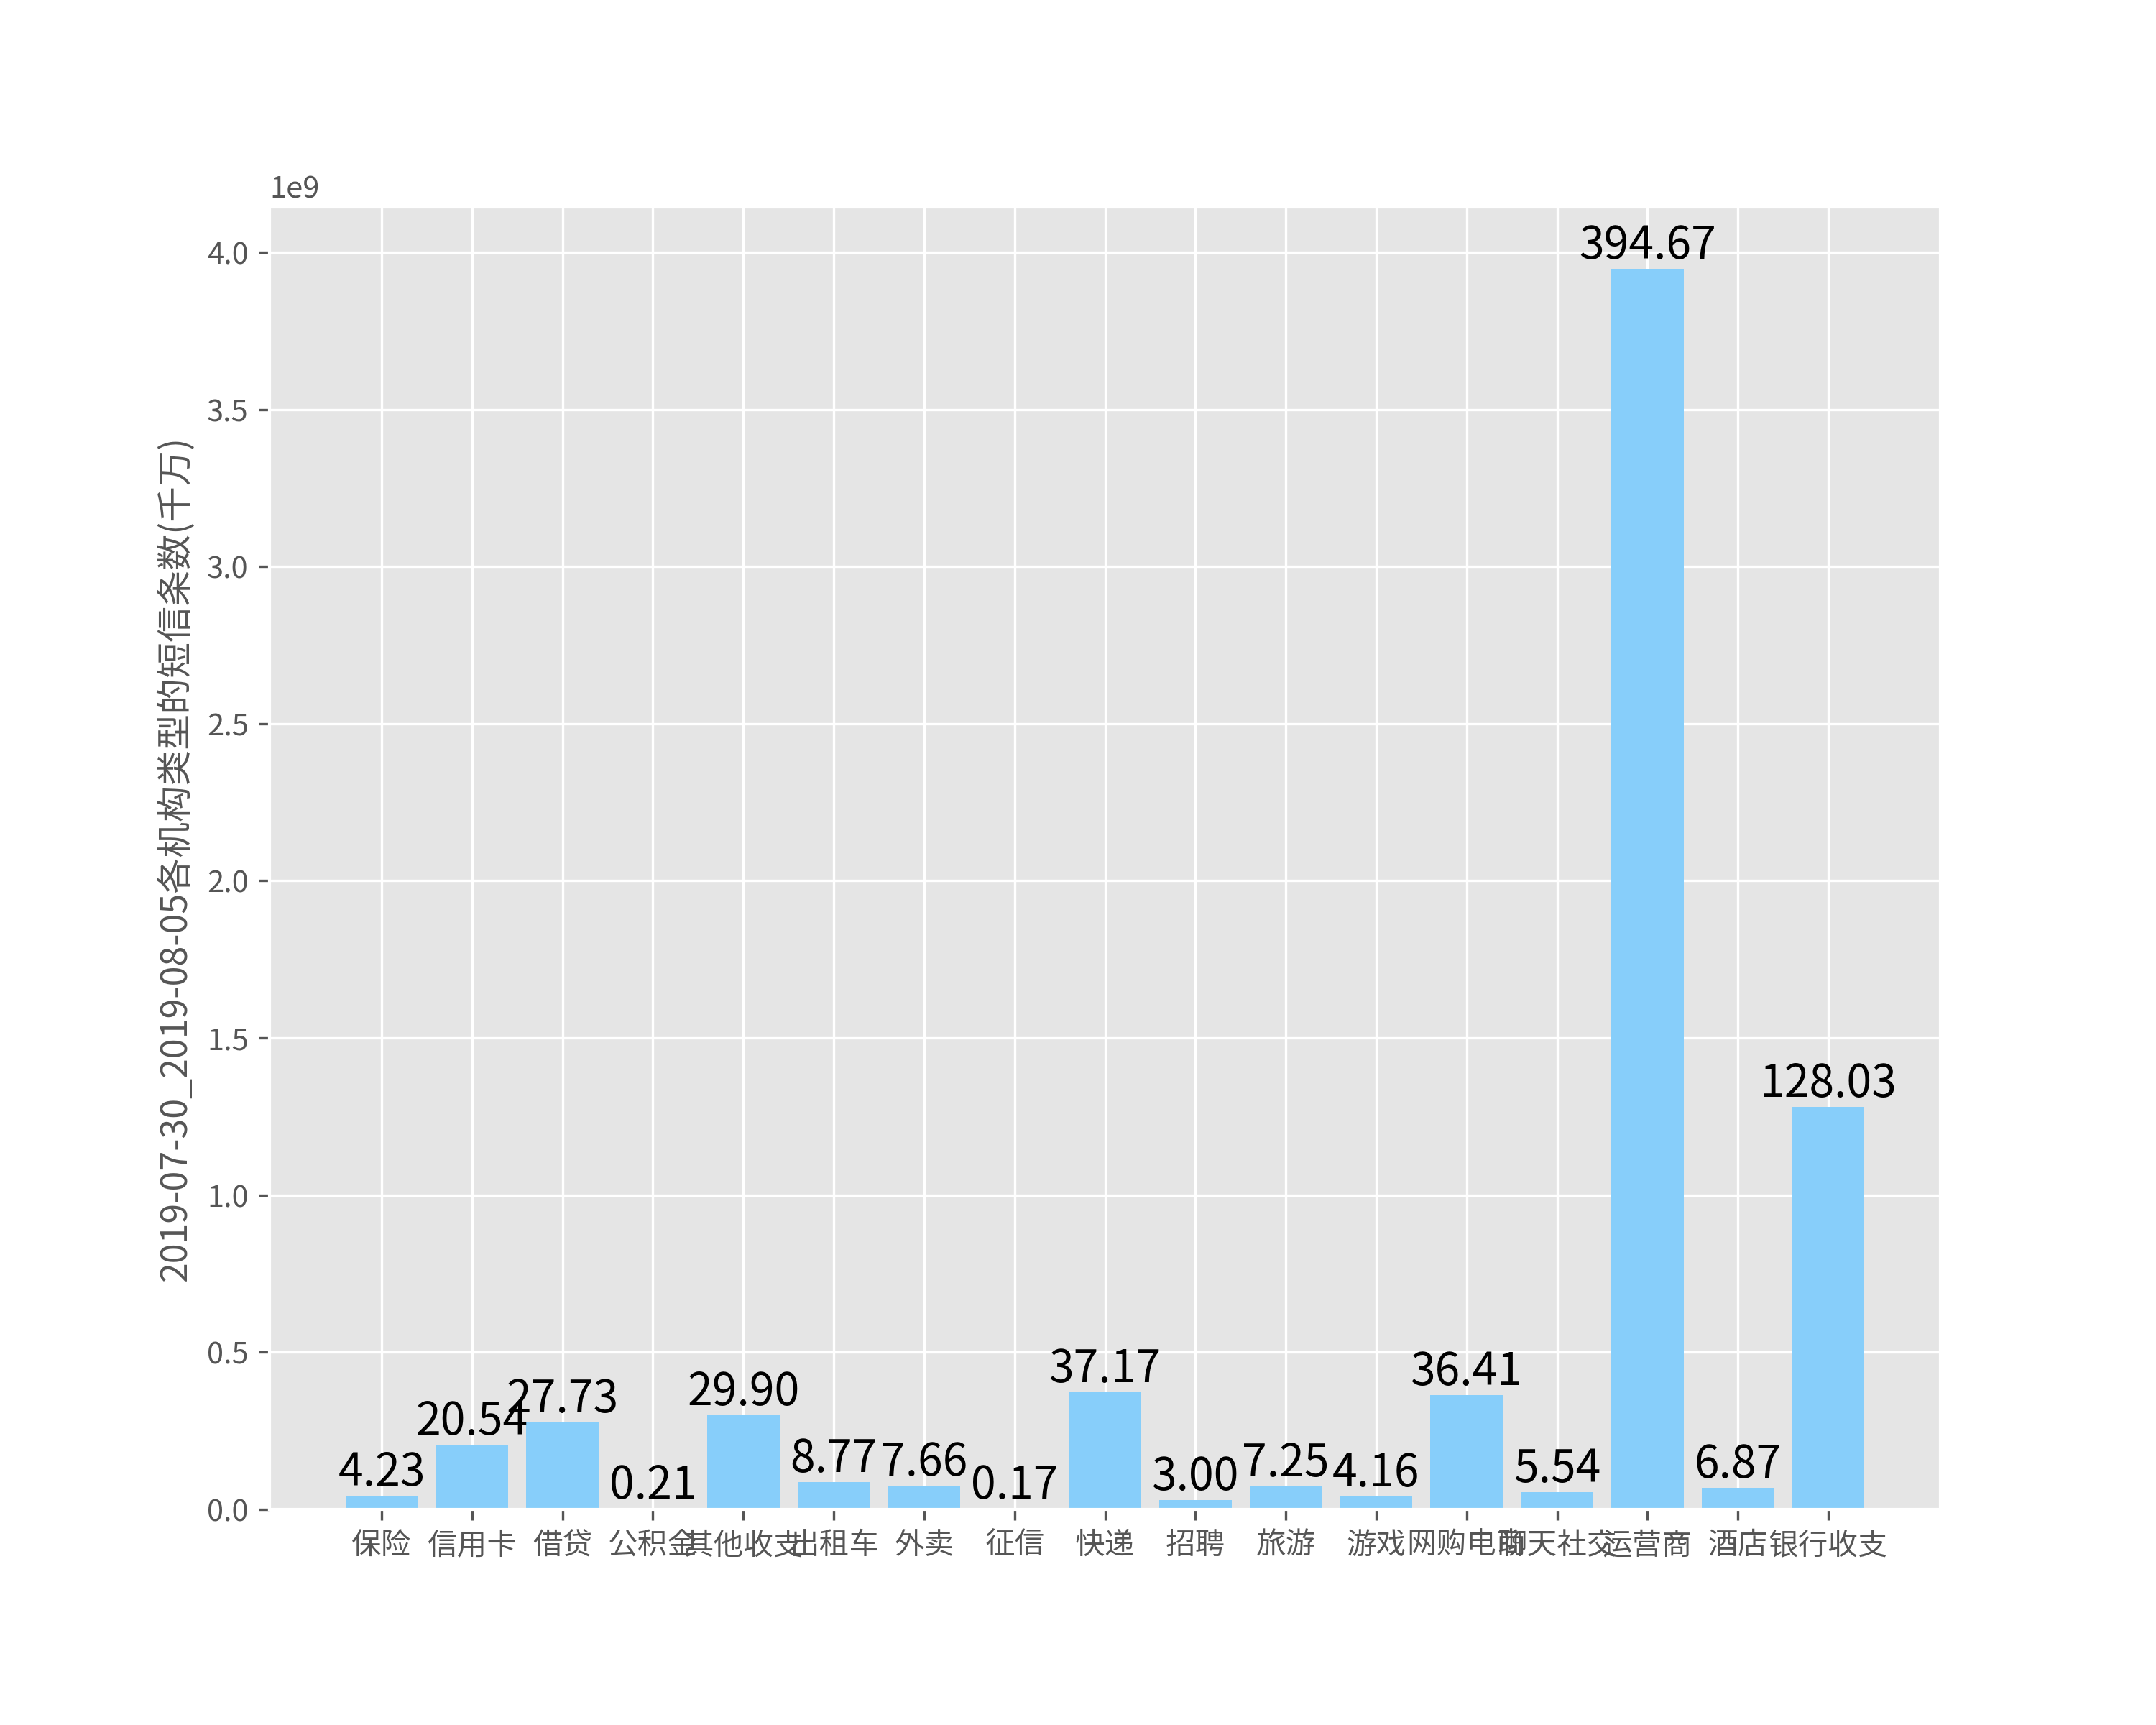 1e9
4.0
3.5
3.0
2.5
2.0
1.5
1.0
0.5
0.0
2019-07-30_2019-08-05各机构类型的短信条数(千万)
4.23
20.54
27.73
0.21
29.90
8.77
7.66
0.17
37.17
3.00
7.25
4.16
36.41
5.54
394.67
6.87
128.03
保险
信用卡
借贷
公积金
其他收支
出租车
外卖
征信
快递
招聘
旅游
游戏
网购电商
聊天社交
运营商
酒店
银行收支